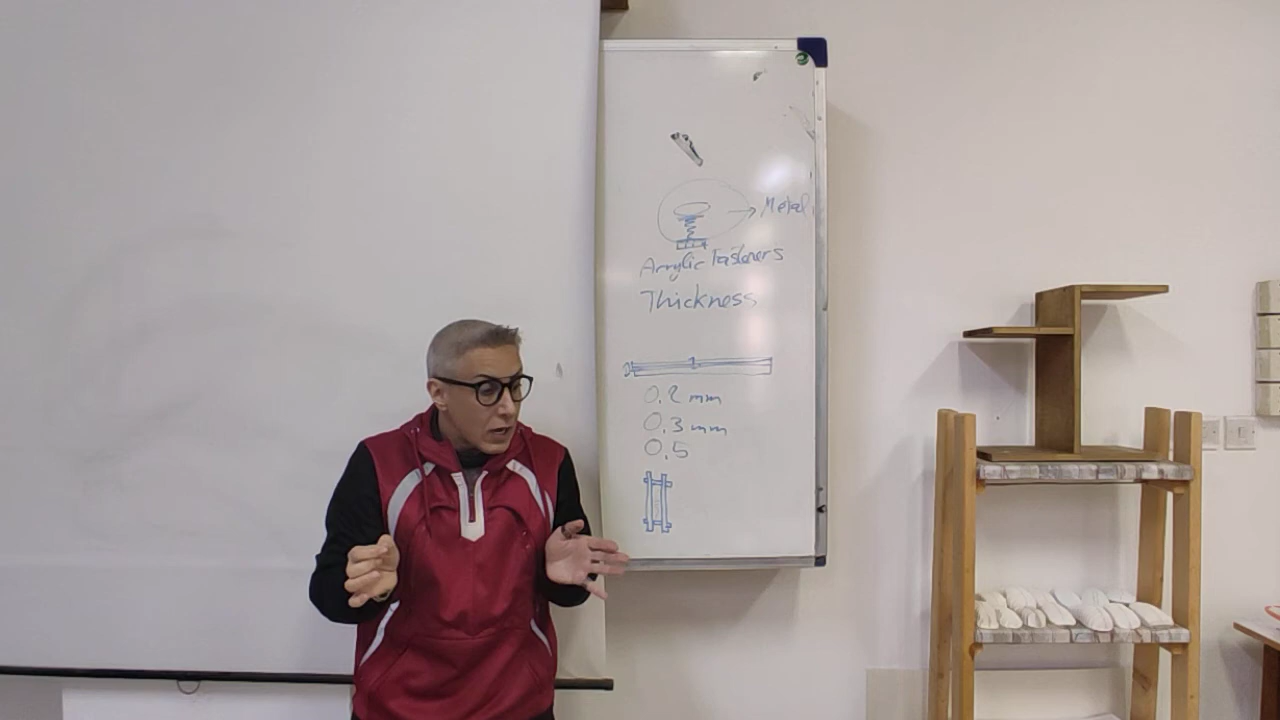 Metal
Acrylic Fasteners
Thickness
0.2 mm
0.3 mm
0.5